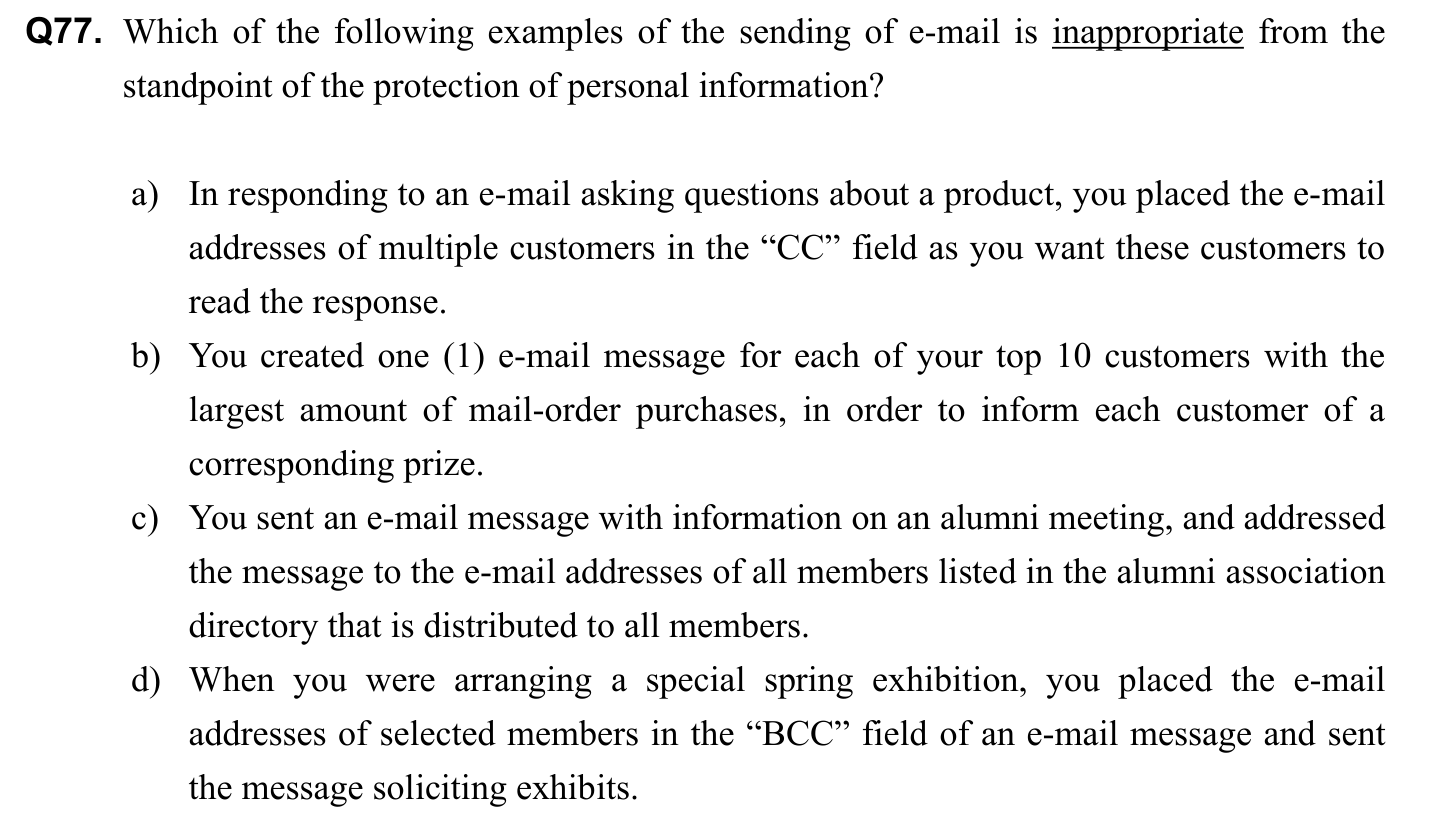 Q77. Which of the following examples of the sending of e-mail is inappropriate from the
standpoint of the protection of personal information?
a) In responding to an e-mail asking questions about a product, you placed the e-mail
addresses of multiple customers in the “CC” field as you want these customers to
read the response.
b) You created one (1) e-mail message for each of your top 10 customers with the
largest amount of mail-order purchases, in order to inform each customer of a
corresponding prize.
c) You sent an e-mail message with information on an alumni meeting, and addressed
the message to the e-mail addresses of all members listed in the alumni association
directory that is distributed to all members.
d) When you were arranging a special spring exhibition, you placed the e-mail
addresses of selected members in the “BCC” field of an e-mail message and sent
the message soliciting exhibits.